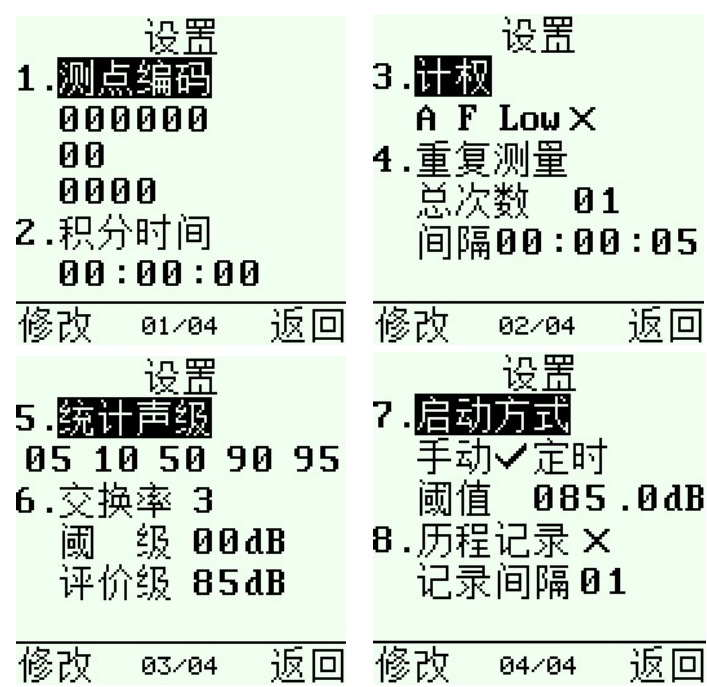 设置
1.测点编码
000000
00
0000
2.积分时间
00:00:00
修改 01/04 返回
设置
3.计权
A F Low×
4.重复测量
总次数 01
间隔00:00:05
修改 02/04 返回
设置
5.统计声级
05 10 50 90 95
6.交换率 3
阈 级 00dB
评价级 85dB
修改 03/04 返回
设置
7.启动方式
手动✓定时
阈值 085.0dB
8.历程记录×
记录间隔01
修改 04/04 返回